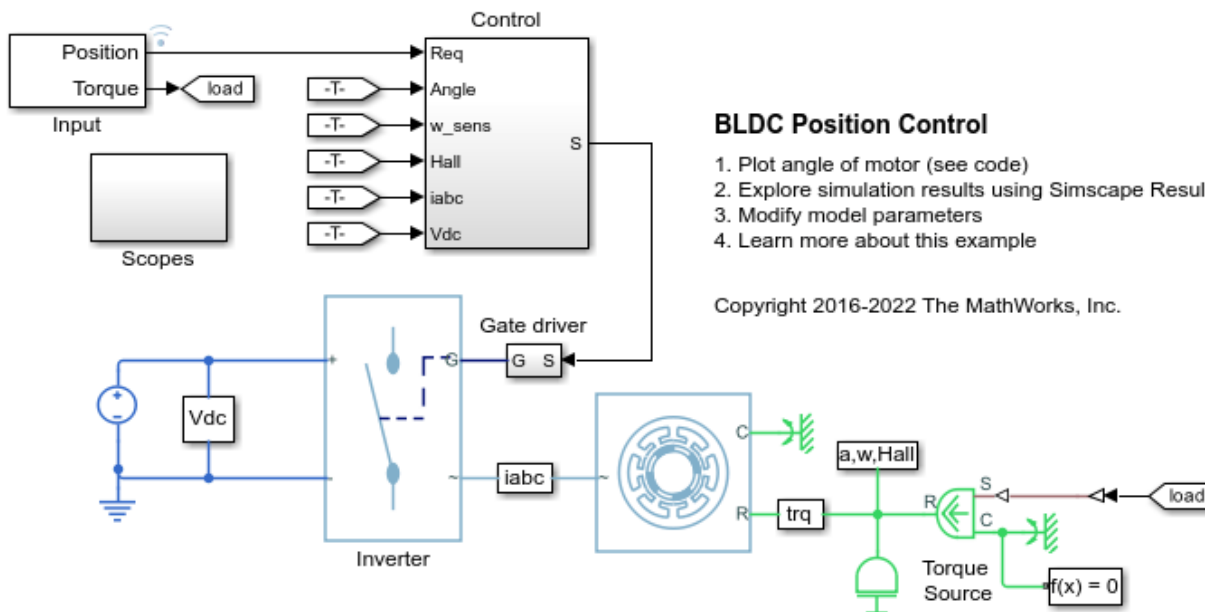 Control
Position
Torque
load
Input
Scopes
Req
Angle
w_sens
Hall
iabc
Vdc
-T-
-T-
-T-
-T-
-T-
S
BLDC Position Control
1. Plot angle of motor (see code)
2. Explore simulation results using Simscape Resul
3. Modify model parameters
4. Learn more about this example
Copyright 2016-2022 The MathWorks, Inc.
Gate driver
G S
+
-
G
~
Vdc
Inverter
iabc
~
C
R
trq
a,w,Hall
R
S
C
load
Torque
Source
f(x) = 0